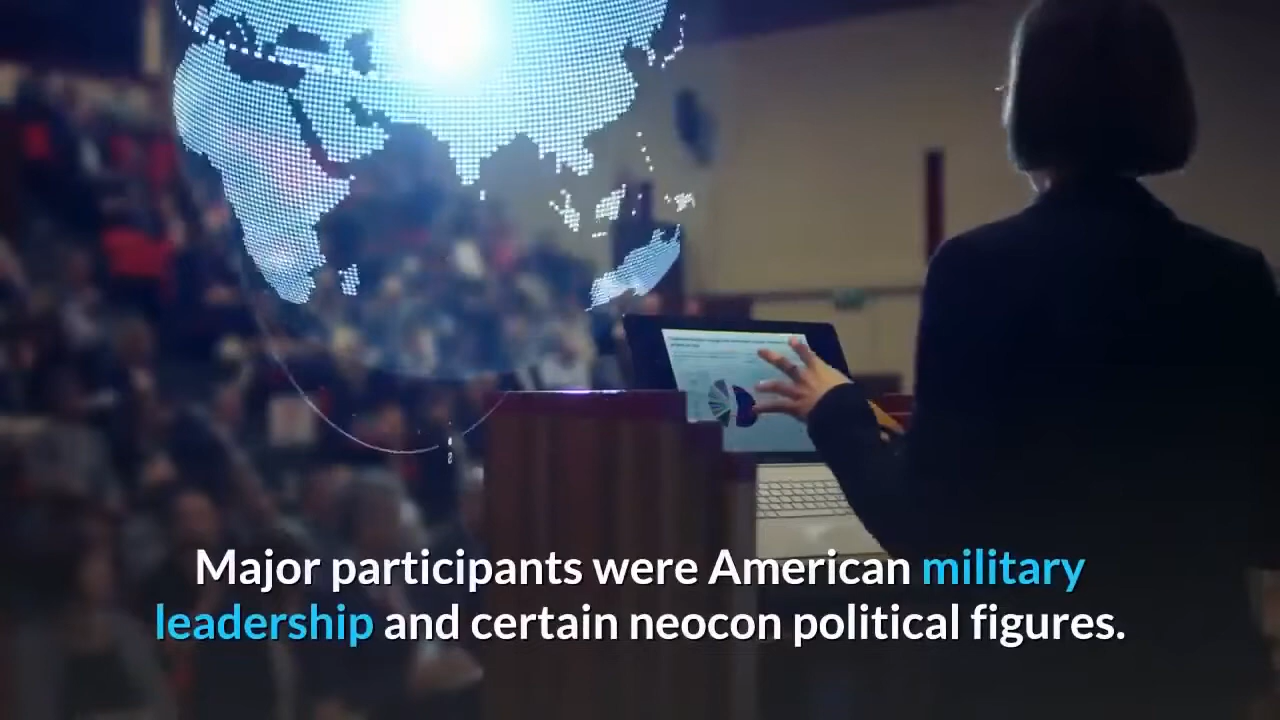 Major participants were American military
leadership and certain neocon political figures.